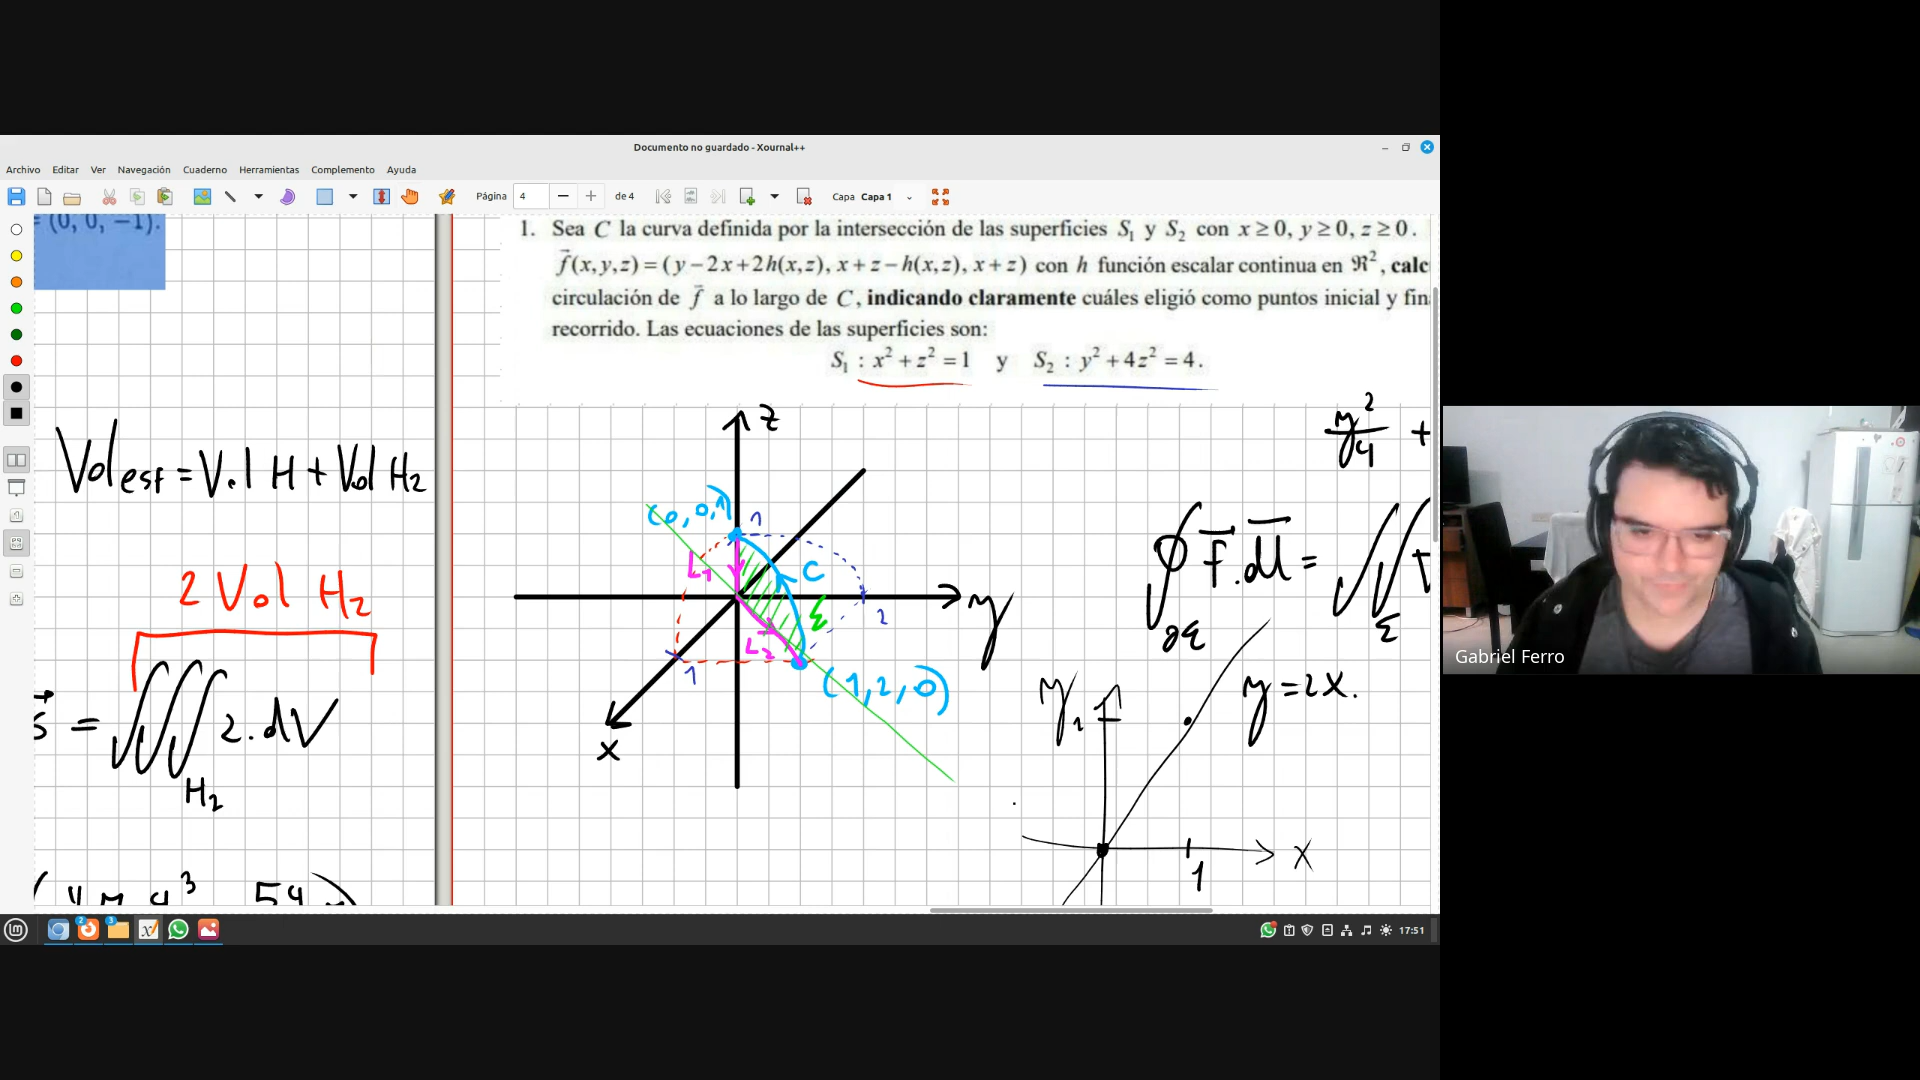 Documento no guardado - Xournal++
Archivo Editar Ver Navegación Cuaderno Herramientas Complemento Ayuda
Página 4 de 4 Capa Capa 1
= (0, 0, −1).
1. Sea C la curva definida por la intersección de las superficies S₁ y S₂ con x ≥ 0, y ≥ 0, z ≥ 0.
f⃗(x,y,z) = (y − 2x + 2h(x,z), x + z − h(x,z), x + z) con h función escalar continua en ℜ², calc
circulación de f⃗ a lo largo de C, indicando claramente cuáles eligió como puntos inicial y fin
recorrido. Las ecuaciones de las superficies son:
S₁ : x² + z² = 1 y S₂ : y² + 4z² = 4.
Vol esf = Vol H + Vol H₂
2 Vol H₂
s⃗ = ∭ 2. dV
H₂
z
(0,0,1)
1
L₁
C
y
2
Σ
L₂
1
(1,2,0)
x
y²/4 +
∮ F. dl = ∬
∂Σ Σ
y
y = 2x.
x
1
Gabriel Ferro
17:51